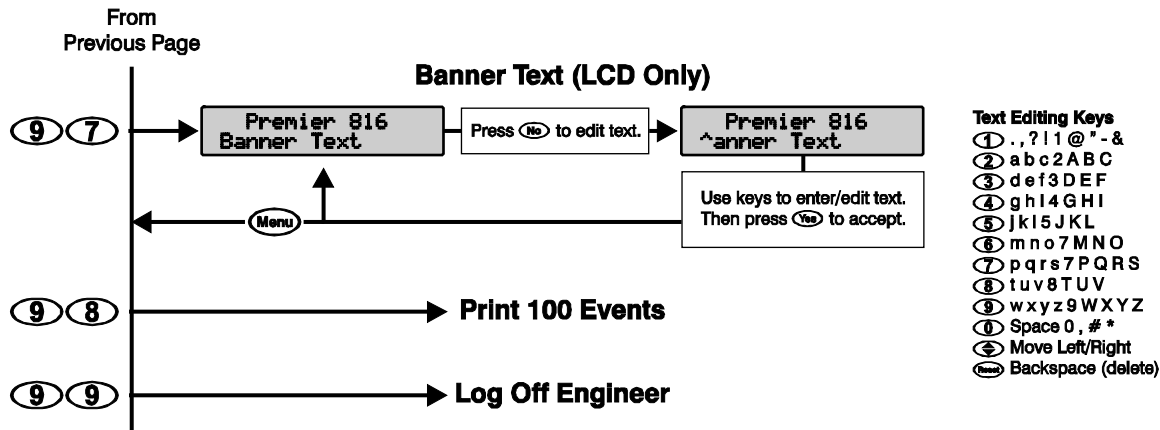 From
Previous Page
Banner Text (LCD Only)
9 7
Premier 816
Banner Text
Press No to edit text.
Premier 816
^anner Text
Use keys to enter/edit text.
Then press Yes to accept.
Menu
9 8
Print 100 Events
9 9
Log Off Engineer
Text Editing Keys
1 . , ? ! 1 @ " - &
2 a b c 2 A B C
3 d e f 3 D E F
4 g h I 4 G H I
5 j k l 5 J K L
6 m n o 7 M N O
7 p q r s 7 P Q R S
8 t u v 8 T U V
9 w x y z 9 W X Y Z
0 Space 0 , # *
Move Left/Right
Reset Backspace (delete)